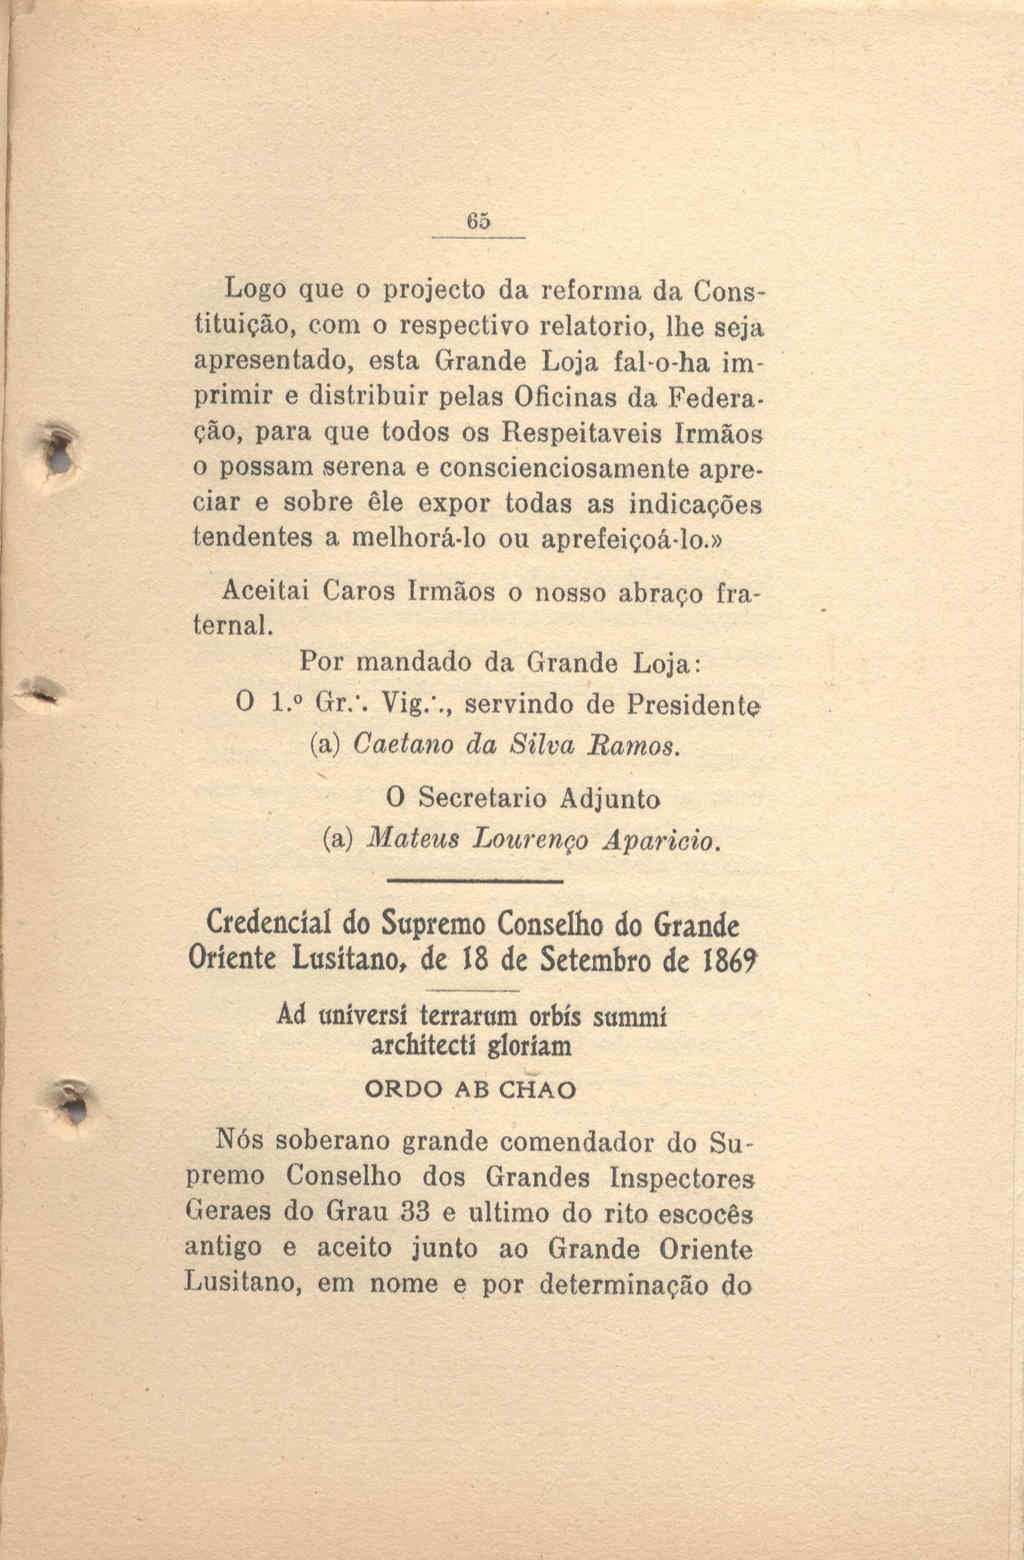 65
Logo que o projecto da reforma da Cons-
tituição, com o respectivo relatorio, lhe seja
apresentado, esta Grande Loja fal-o-ha im-
primir e distribuir pelas Oficinas da Federa-
ção, para que todos os Respeitaveis Irmãos
o possam serena e conscienciosamente apre-
ciar e sobre êle expor todas as indicações
tendentes a melhorá-lo ou aprefeiçoá-lo.»
Aceitai Caros Irmãos o nosso abraço fra-
ternal.
Por mandado da Grande Loja:
O 1.º Gr.∴ Vig.∴, servindo de Presidente
(a) Caetano da Silva Ramos.
O Secretario Adjunto
(a) Mateus Lourenço Aparicio.
Credencial do Supremo Conselho do Grande
Oriente Lusitano, de 18 de Setembro de 1869
Ad universi terrarum orbis summi
architecti gloriam
ORDO AB CHAO
Nós soberano grande comendador do Su-
premo Conselho dos Grandes Inspectores
Geraes do Grau 33 e ultimo do rito escocês
antigo e aceito junto ao Grande Oriente
Lusitano, em nome e por determinação do